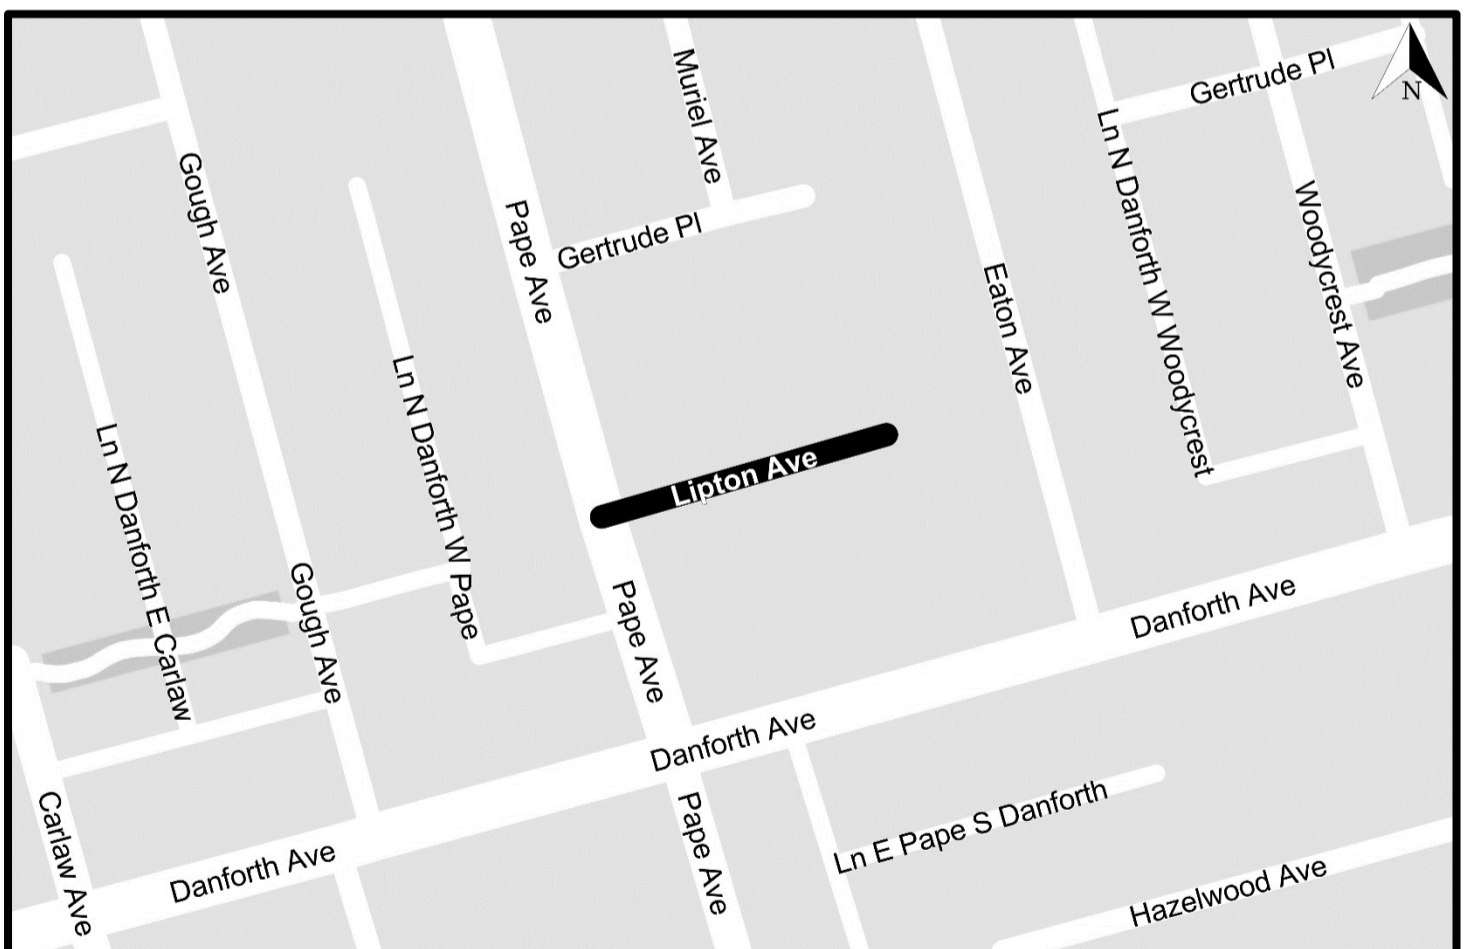 Muriel Ave
Gertrude Pl
N
Gough Ave
Pape Ave
Gertrude Pl
Ln N Danforth W Woodycrest
Woodycrest Ave
Eaton Ave
Ln N Danforth W Pape
Ln N Danforth E Carlaw
Lipton Ave
Gough Ave
Pape Ave
Danforth Ave
Danforth Ave
Carlaw Ave
Danforth Ave
Pape Ave
Ln E Pape S Danforth
Hazelwood Ave